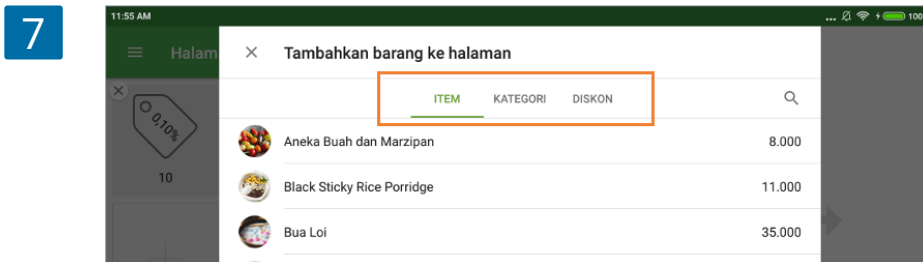 7
11:55 AM
... 100
Halam
Tambahkan barang ke halaman
ITEM KATEGORI DISKON
0,10%
10
Aneka Buah dan Marzipan 8.000
Black Sticky Rice Porridge 11.000
Bua Loi 35.000